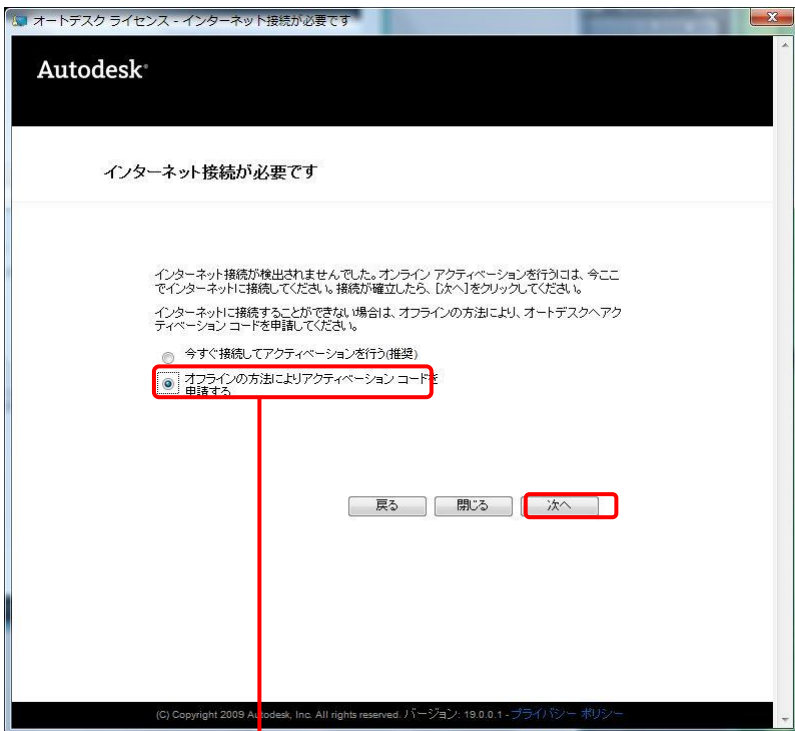 オートデスク ライセンス - インターネット接続が必要です
Autodesk®
インターネット接続が必要です
インターネット接続が検出されませんでした。オンライン アクティベーションを行うには、今ここ
でインターネットに接続してください。接続が確立したら、[次へ]をクリックしてください。
インターネットに接続することができない場合は、オフラインの方法により、オートデスクへアク
ティベーション コードを申請してください。
今すぐ接続してアクティベーションを行う(推奨)
オフラインの方法によりアクティベーション コードを
申請する
戻る
閉じる
次へ
(C) Copyright 2009 Autodesk, Inc. All rights reserved. バージョン: 19.0.0.1 - プライバシー ポリシー